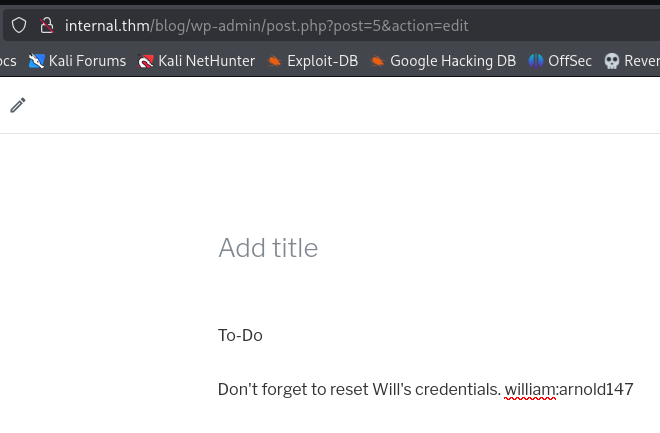 internal.thm/blog/wp-admin/post.php?post=5&action=edit
ocs Kali Forums Kali NetHunter Exploit-DB Google Hacking DB OffSec Rever
Add title
To-Do
Don't forget to reset Will's credentials. william:arnold147